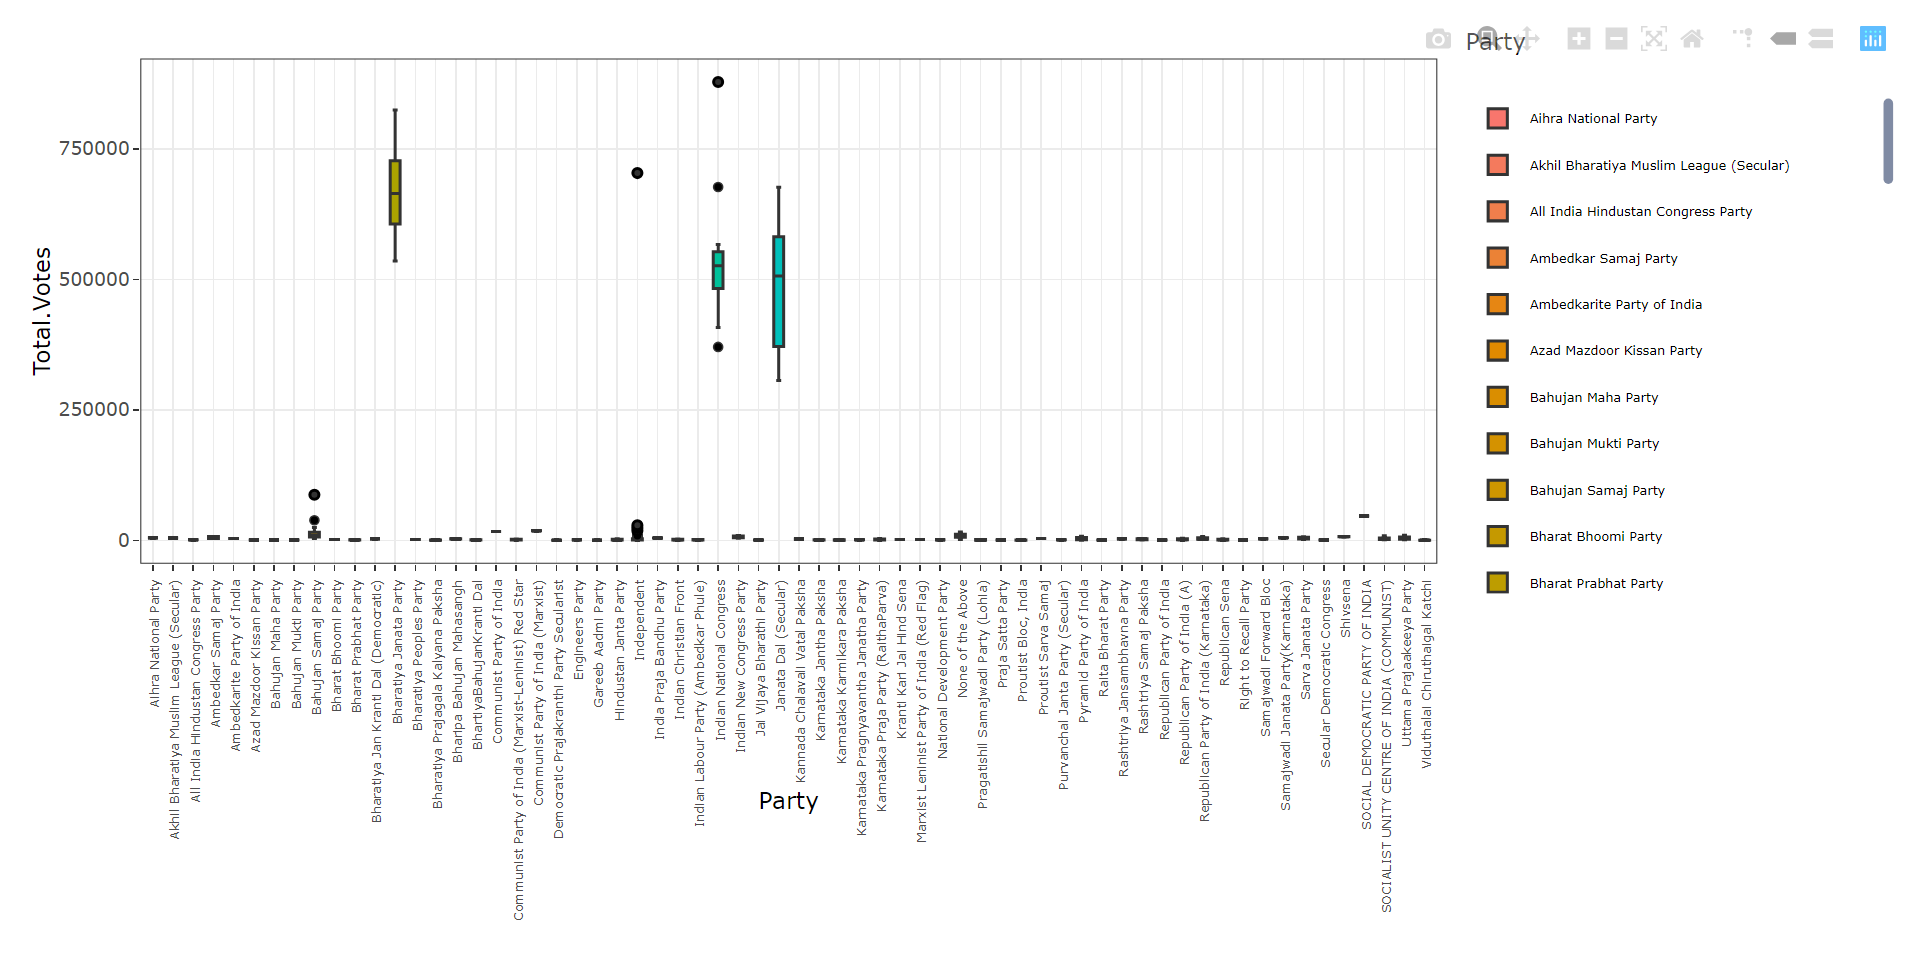 Party
Total.Votes
750000
500000
250000
0
Aihra National Party
Akhil Bharatiya Muslim League (Secular)
All India Hindustan Congress Party
Ambedkar Samaj Party
Ambedkarite Party of India
Azad Mazdoor Kissan Party
Bahujan Maha Party
Bahujan Mukti Party
Bahujan Samaj Party
Bharat Bhoomi Party
Bharat Prabhat Party
Bharatiya Jan Kranti Dal (Democratic)
Bharatiya Janata Party
Bharatiya Peoples Party
Bharatiya Prajagala Kalyana Paksha
Bharipa Bahujan Mahasangh
BhartiyaBahujanKranti Dal
Communist Party of India
Communist Party of India (Marxist-Leninist) Red Star
Communist Party of India (Marxist)
Democratic Prajakranthi Party Secularist
Engineers Party
Gareeb Aadmi Party
Hindustan Janta Party
Independent
India Praja Bandhu Party
Indian Christian Front
Indian Labour Party (Ambedkar Phule)
Indian National Congress
Indian New Congress Party
Jai Vijaya Bharathi Party
Janata Dal (Secular)
Kannada Chalavali Vatal Paksha
Karnataka Jantha Paksha
Karnataka Karmikara Paksha
Karnataka Pragnyavantha Janatha Party
Karnataka Praja Party (RaithaParva)
Kranti Kari Jai Hind Sena
Marxist Leninist Party of India (Red Flag)
National Development Party
None of the Above
Pragatishil Samajwadi Party (Lohia)
Praja Satta Party
Proutist Bloc, India
Proutist Sarva Samaj
Purvanchal Janta Party (Secular)
Pyramid Party of India
Raita Bharat Party
Rashtriya Jansambhavna Party
Rashtriya Samaj Paksha
Republican Party of India
Republican Party of India (A)
Republican Party of India (Karnataka)
Republican Sena
Right to Recall Party
Samajwadi Forward Bloc
Samajwadi Janata Party(Karnataka)
Sarva Janata Party
Secular Democratic Congress
Shivsena
SOCIAL DEMOCRATIC PARTY OF INDIA
SOCIALIST UNITY CENTRE OF INDIA (COMMUNIST)
Uttama Prajaakeeya Party
Viduthalai Chiruthaigal Katchi
Party
Aihra National Party
Akhil Bharatiya Muslim League (Secular)
All India Hindustan Congress Party
Ambedkar Samaj Party
Ambedkarite Party of India
Azad Mazdoor Kissan Party
Bahujan Maha Party
Bahujan Mukti Party
Bahujan Samaj Party
Bharat Bhoomi Party
Bharat Prabhat Party